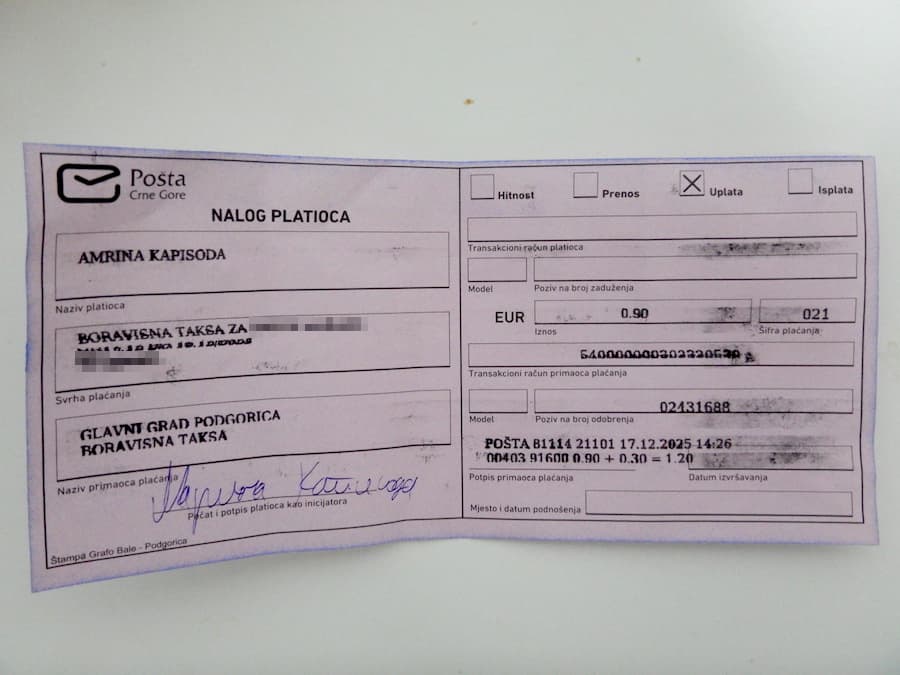 Pošta
Crne Gore
NALOG PLATIOCA
AMRINA KAPISODA
Naziv platioca
BORAVISNA TAKSA ZA
Svrha plaćanja
GLAVNI GRAD PODGORICA
BORAVISNA TAKSA
Naziv primaoca plaćanja
Pečat i potpis platioca kao inicijatora
Štampa Grafo Bale - Podgorica
Hitnost
Prenos
Uplata
Isplata
Transakcioni račun platioca
Model
Poziv na broj zaduženja
EUR
0.90
021
Iznos
Šifra plaćanja
Transakcioni račun primaoca plaćanja
02431688
Model
Poziv na broj odobrenja
POŠTA 81114 21101 17.12.2025 14:26
00403 91600 0.90 + 0.30 = 1.20
Potpis primaoca plaćanja
Datum izvršavanja
Mjesto i datum podnošenja